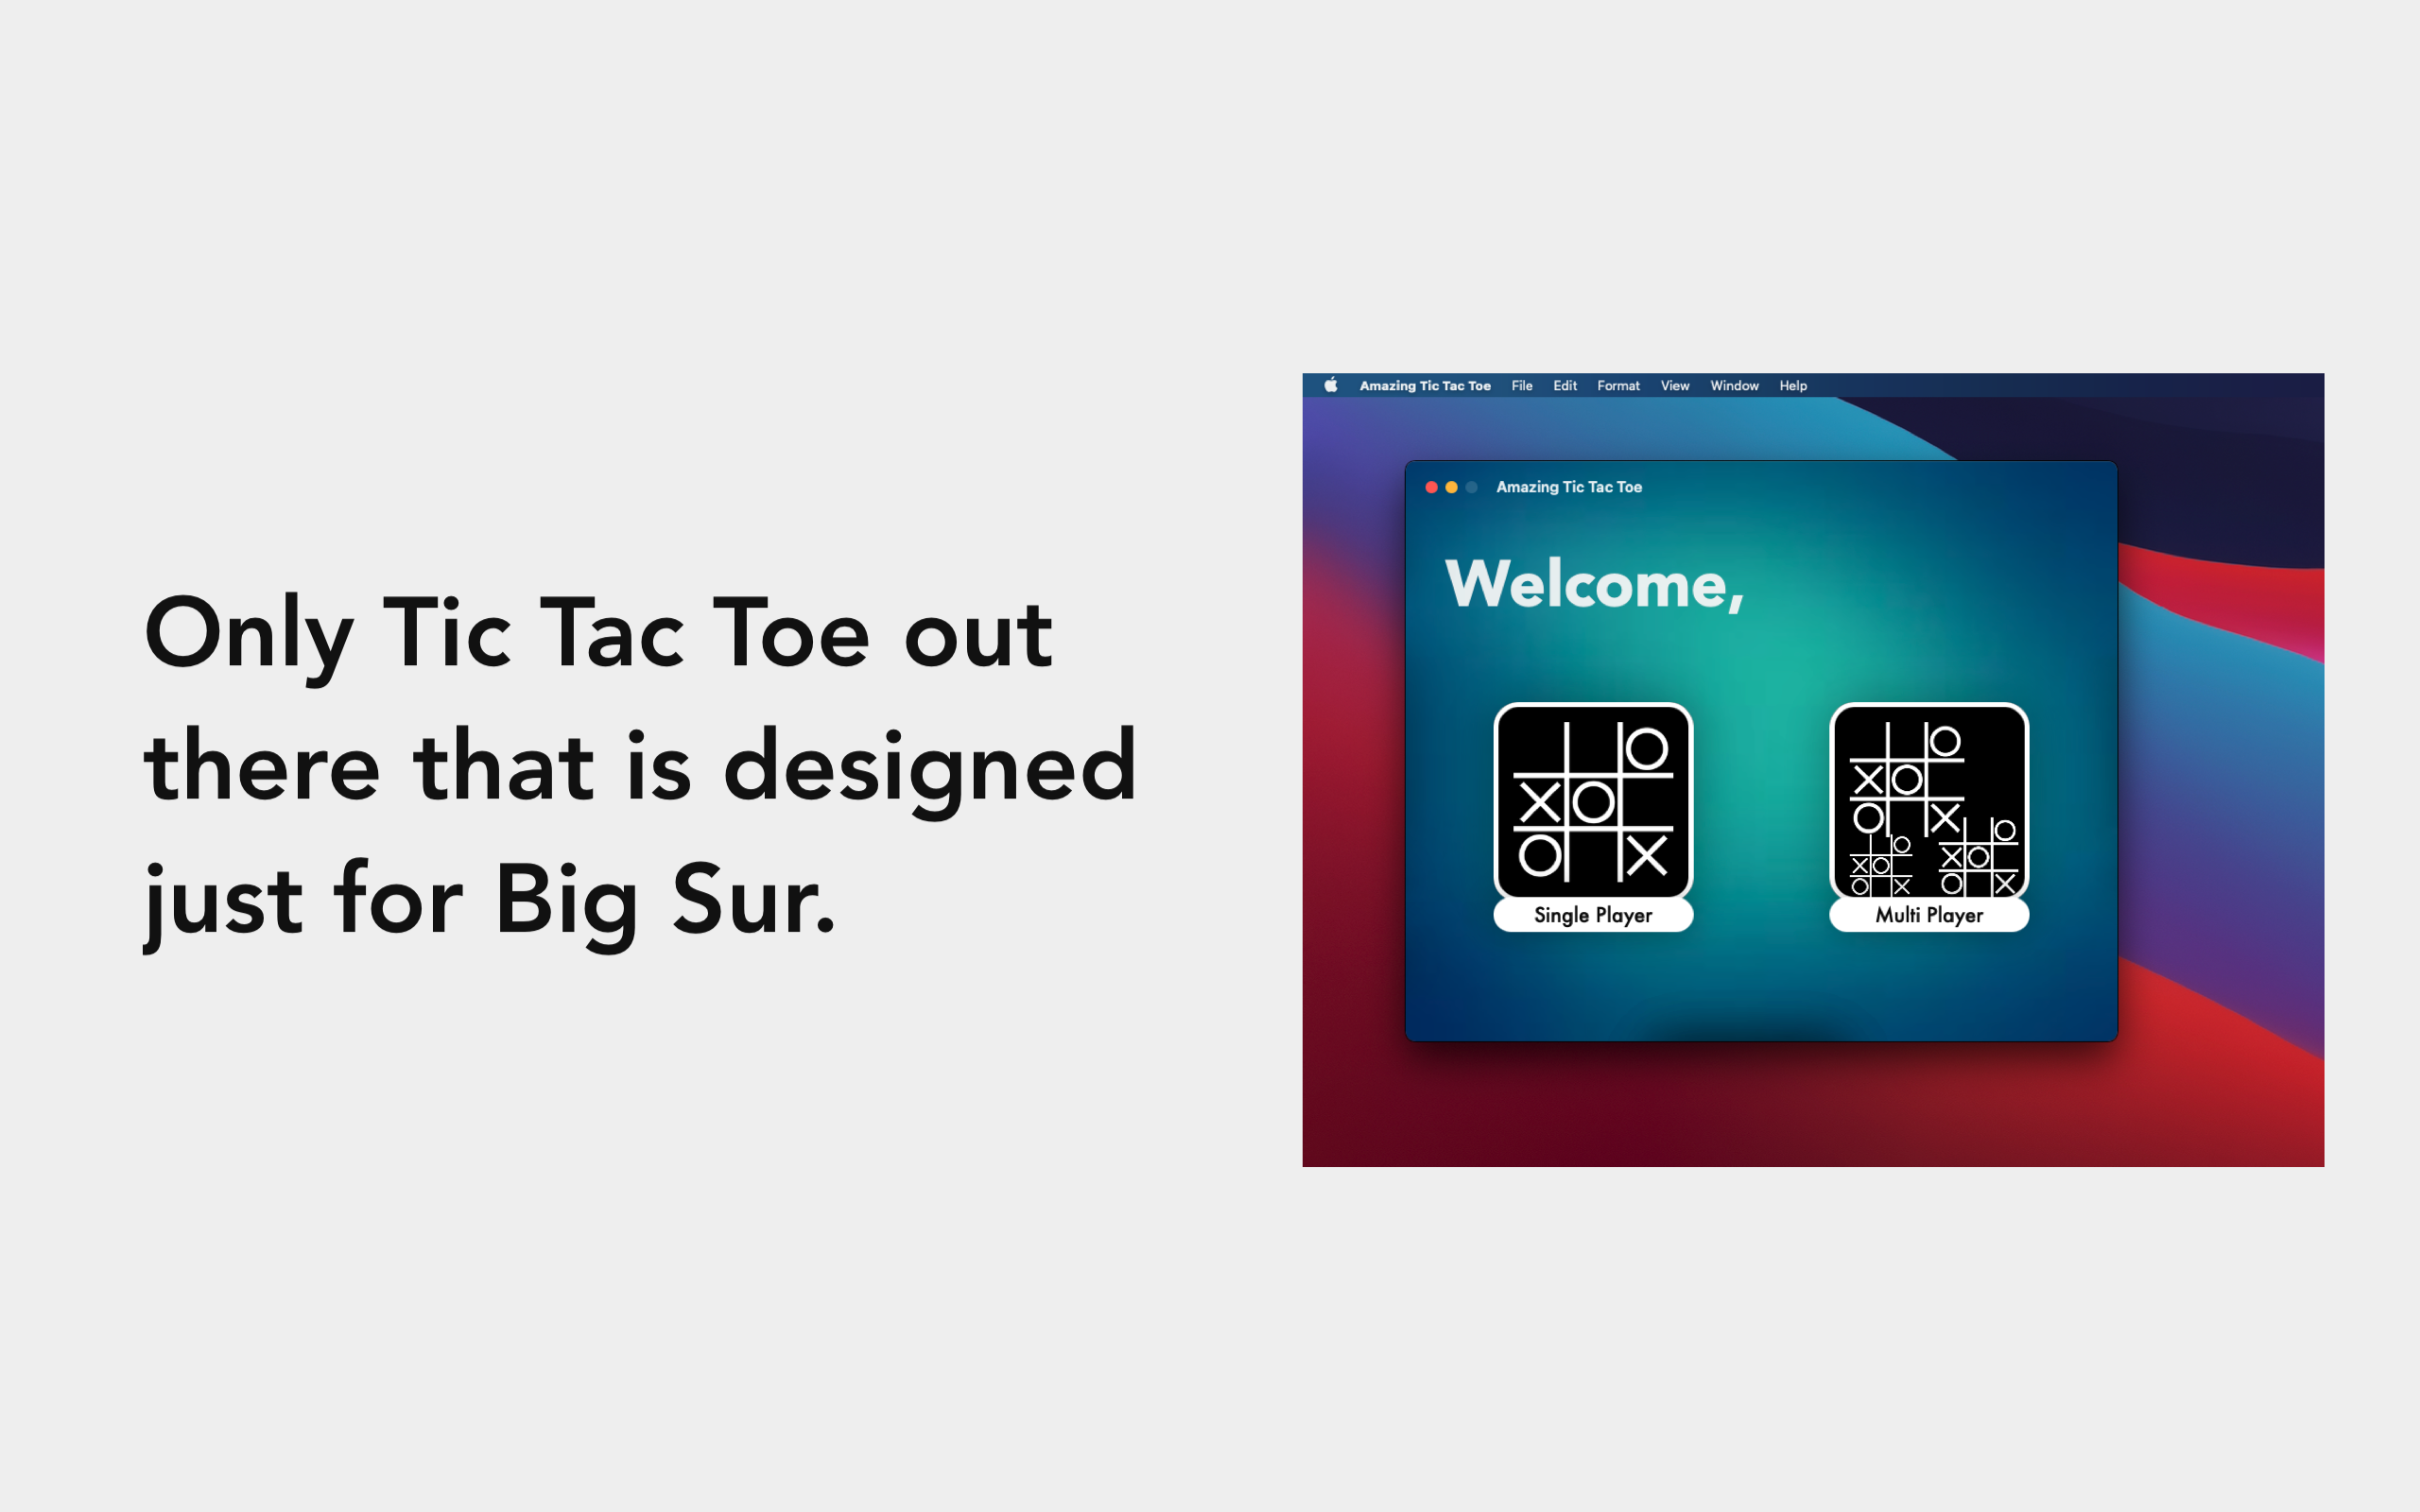 Only Tic Tac Toe out
there that is designed
just for Big Sur.
Amazing Tic Tac Toe File Edit Format View Window Help
Amazing Tic Tac Toe
Welcome,
Single Player
Multi Player